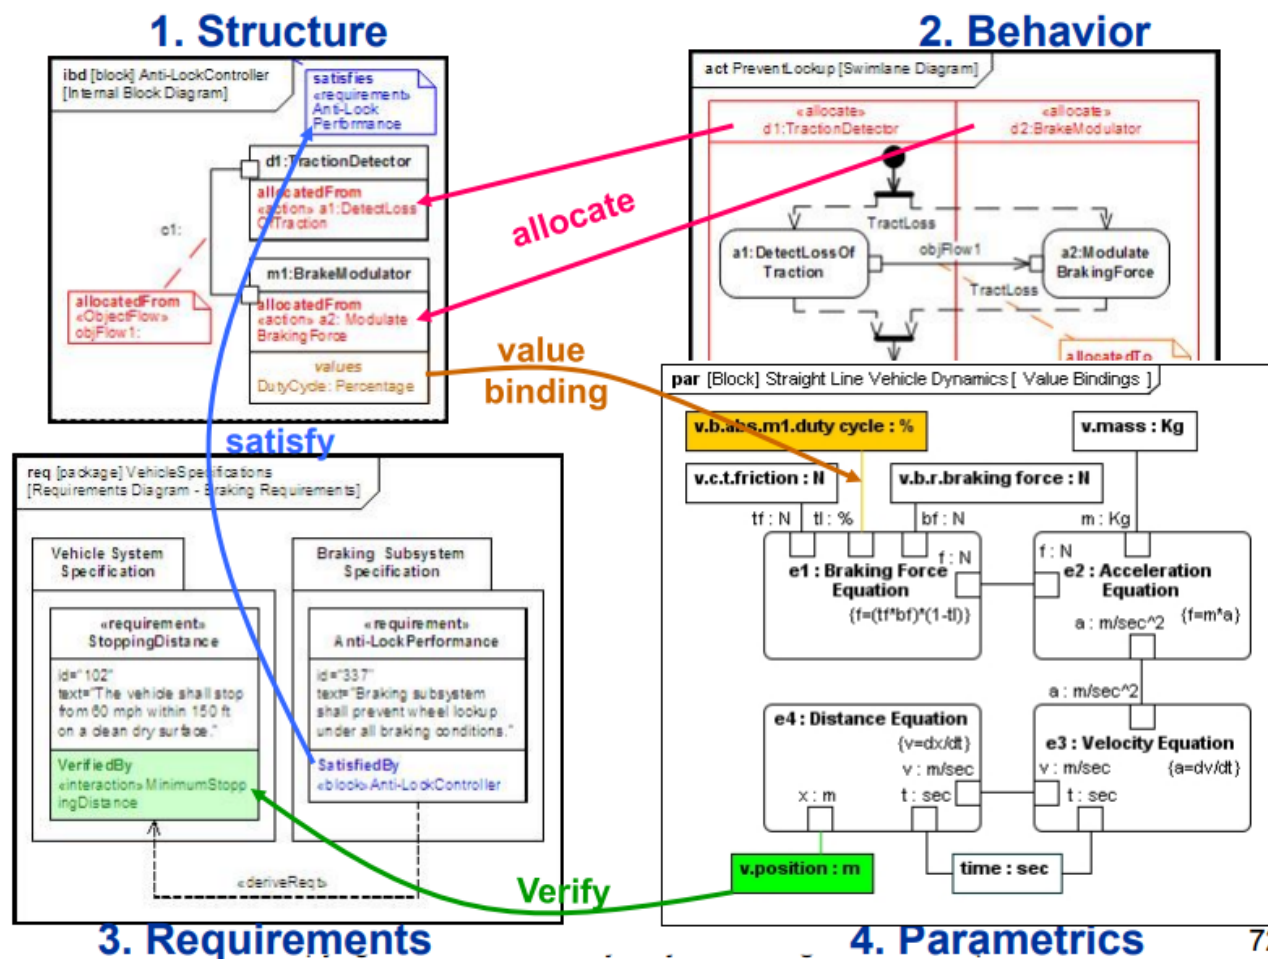 1. Structure
2. Behavior
ibd [block] Anti-LockController
[Internal Block Diagram]
satisfies
«requirement»
Anti-Lock
Performance
d1:TractionDetector
allocatedFrom
«action» a1:DetectLoss
OfTraction
c1:
m1:BrakeModulator
allocatedFrom
«action» a2: Modulate
BrakingForce
values
DutyCycle: Percentage
allocatedFrom
«ObjectFlow»
objFlow1:
act PreventLockup [Swimlane Diagram]
«allocate»
d1:TractionDetector
«allocate»
d2:BrakeModulator
TractLoss
a1:DetectLossOf
Traction
objFlow1
a2:Modulate
BrakingForce
TractLoss
allocatedTo
allocate
value
binding
satisfy
req [package] VehicleSpecifications
[Requirements Diagram - Braking Requirements]
Vehicle System
Specification
Braking Subsystem
Specification
«requirement»
StoppingDistance
id="102"
text="The vehicle shall stop
from 60 mph within 150 ft
on a clean dry surface."
VerifiedBy
«interaction» MinimumStopp
ingDistance
«requirement»
Anti-LockPerformance
id="337"
text="Braking subsystem
shall prevent wheel lookup
under all braking conditions."
SatisfiedBy
«block» Anti-LockController
«deriveReqt»
Verify
par [Block] Straight Line Vehicle Dynamics [ Value Bindings ]
v.b.abs.m1.duty cycle : %
v.mass : Kg
v.c.t.friction : N
v.b.r.braking force : N
tf : N
tl : %
bf : N
m : Kg
f : N
f : N
e1 : Braking Force
Equation
{f=(tf*bf)*(1-tl)}
e2 : Acceleration
Equation
{f=m*a}
a : m/sec^2
a : m/sec^2
e4 : Distance Equation
{v=dx/dt}
v : m/sec
x : m
t : sec
e3 : Velocity Equation
v : m/sec
{a=dv/dt}
t : sec
v.position : m
time : sec
3. Requirements
4. Parametrics